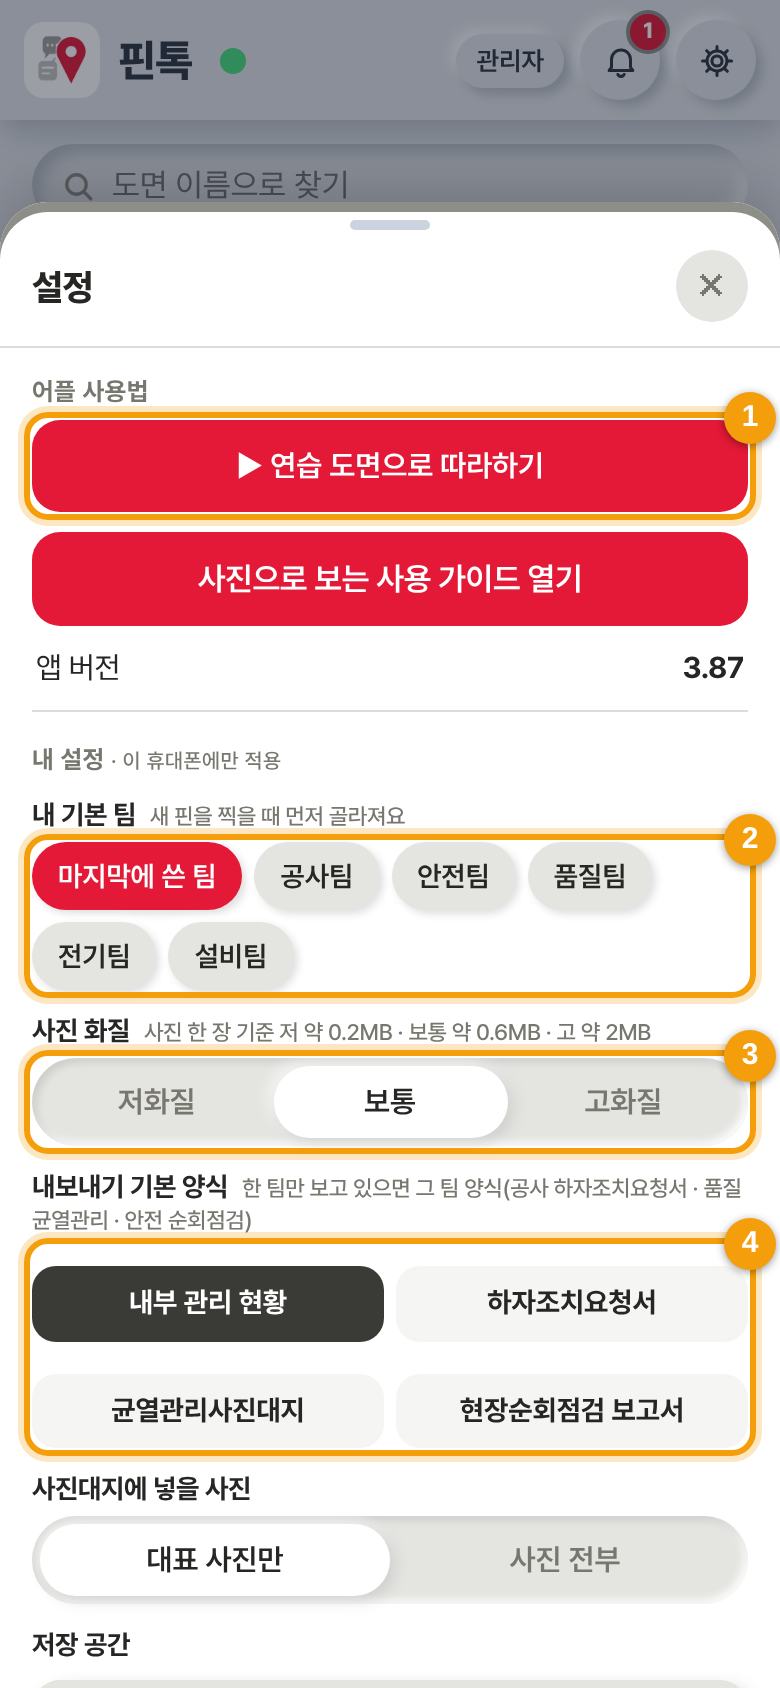 핀톡
관리자
1
도면 이름으로 찾기
설정
어플 사용법
1
▶ 연습 도면으로 따라하기
사진으로 보는 사용 가이드 열기
앱 버전 3.87
내 설정 · 이 휴대폰에만 적용
내 기본 팀 새 핀을 찍을 때 먼저 골라져요
2
마지막에 쓴 팀 공사팀 안전팀 품질팀
전기팀 설비팀
사진 화질 사진 한 장 기준 저 약 0.2MB · 보통 약 0.6MB · 고 약 2MB
3
저화질 보통 고화질
내보내기 기본 양식 한 팀만 보고 있으면 그 팀 양식(공사 하자조치요청서 · 품질
균열관리 · 안전 순회점검)
4
내부 관리 현황 하자조치요청서
균열관리사진대지 현장순회점검 보고서
사진대지에 넣을 사진
대표 사진만 사진 전부
저장 공간